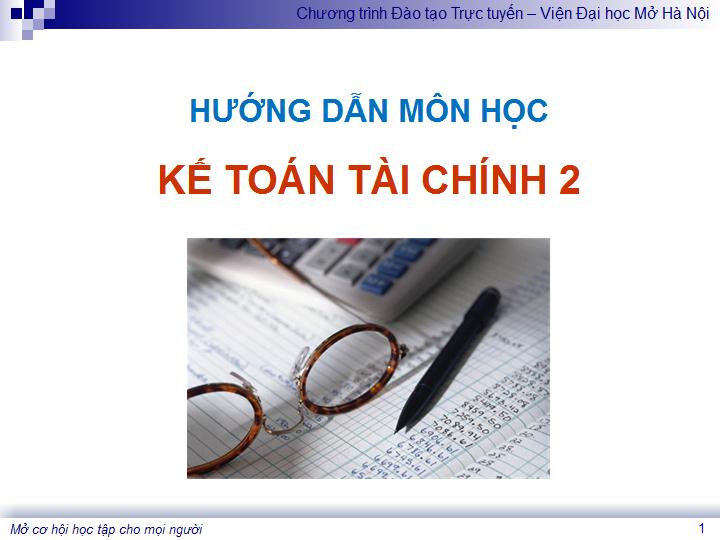 Chương trình Đào tạo Trực tuyến – Viện Đại học Mở Hà Nội
HƯỚNG DẪN MÔN HỌC
KẾ TOÁN TÀI CHÍNH 2
Mở cơ hội học tập cho mọi người
1